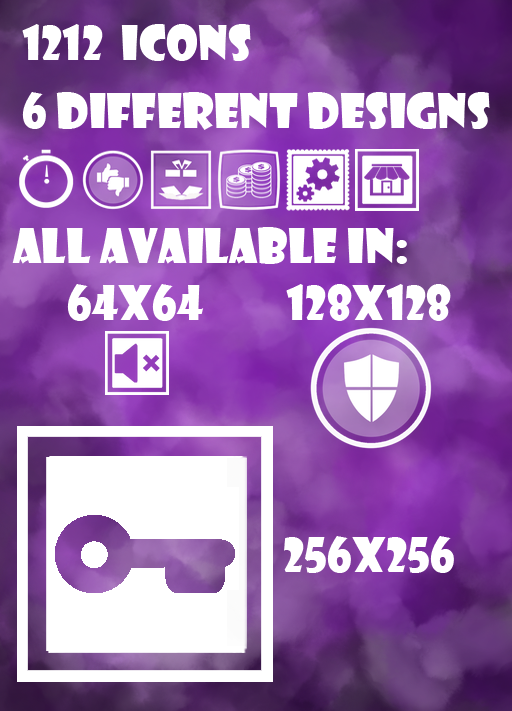 1212 ICONS
6 DIFFERENT DESIGNS
ALL AVAILABLE IN:
64X64 128X128
256X256